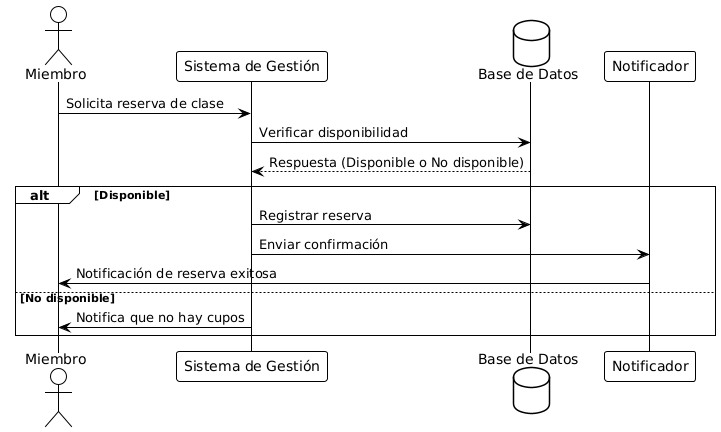 Miembro
Sistema de Gestión
Base de Datos
Notificador
Solicita reserva de clase
Verificar disponibilidad
Respuesta (Disponible o No disponible)
alt
[Disponible]
Registrar reserva
Enviar confirmación
Notificación de reserva exitosa
[No disponible]
Notifica que no hay cupos
Miembro
Sistema de Gestión
Base de Datos
Notificador